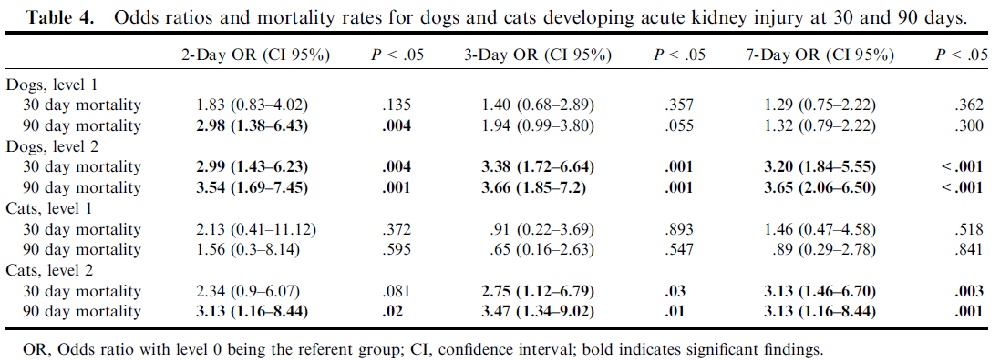 Table 4. Odds ratios and mortality rates for dogs and cats developing acute kidney injury at 30 and 90 days.
2-Day OR (CI 95%) P < .05 3-Day OR (CI 95%) P < .05 7-Day OR (CI 95%) P < .05
Dogs, level 1
30 day mortality 1.83 (0.83–4.02) .135 1.40 (0.68–2.89) .357 1.29 (0.75–2.22) .362
90 day mortality 2.98 (1.38–6.43) .004 1.94 (0.99–3.80) .055 1.32 (0.79–2.22) .300
Dogs, level 2
30 day mortality 2.99 (1.43–6.23) .004 3.38 (1.72–6.64) .001 3.20 (1.84–5.55) <.001
90 day mortality 3.54 (1.69–7.45) .001 3.66 (1.85–7.2) .001 3.65 (2.06–6.50) <.001
Cats, level 1
30 day mortality 2.13 (0.41–11.12) .372 .91 (0.22–3.69) .893 1.46 (0.47–4.58) .518
90 day mortality 1.56 (0.3–8.14) .595 .65 (0.16–2.63) .547 .89 (0.29–2.78) .841
Cats, level 2
30 day mortality 2.34 (0.9–6.07) .081 2.75 (1.12–6.79) .03 3.13 (1.46–6.70) .003
90 day mortality 3.13 (1.16–8.44) .02 3.47 (1.34–9.02) .01 3.13 (1.16–8.44) .001
OR, Odds ratio with level 0 being the referent group; CI, confidence interval; bold indicates significant findings.